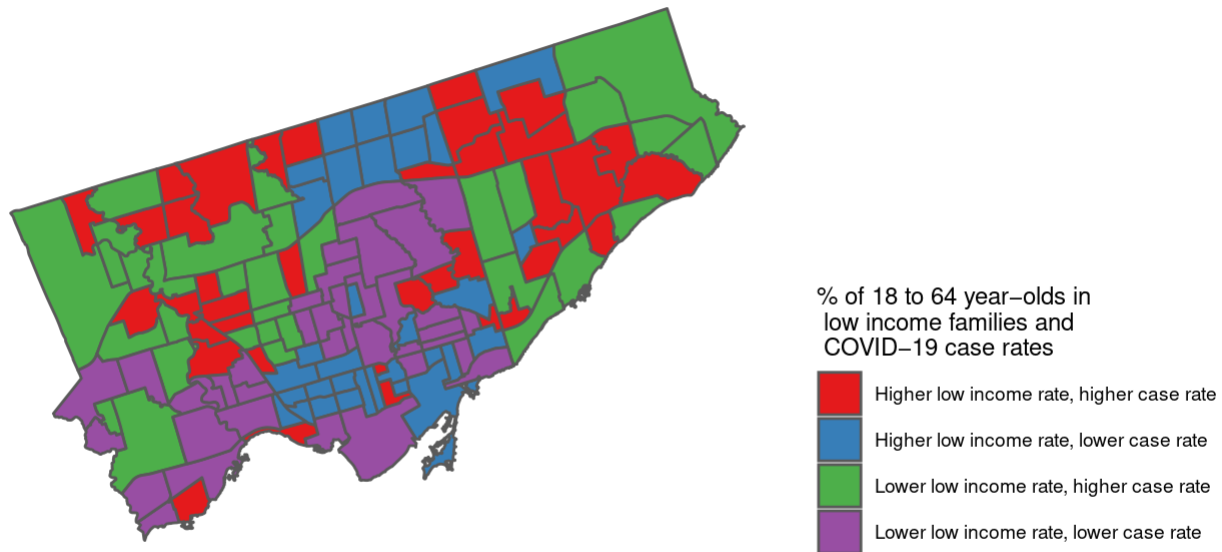 % of 18 to 64 year−olds in
low income families and
COVID−19 case rates
Higher low income rate, higher case rate
Higher low income rate, lower case rate
Lower low income rate, higher case rate
Lower low income rate, lower case rate